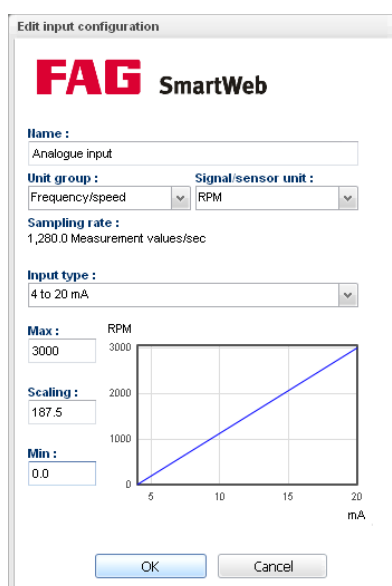 Edit input configuration
FAG SmartWeb
Name :
Analogue input
Unit group : Signal/sensor unit :
Frequency/speed RPM
Sampling rate :
1,280.0 Measurement values/sec
Input type :
4 to 20 mA
Max : RPM
3000 3000
Scaling : 2000
187.5
1000
Min :
0.0 0
5 10 15 20
mA
OK Cancel